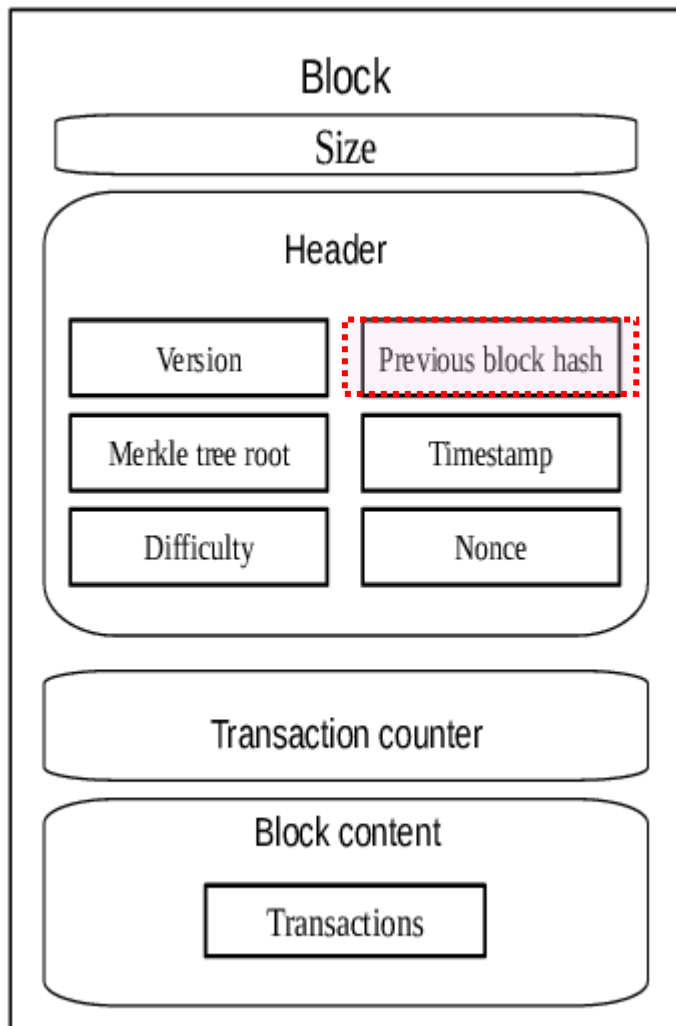 Block
Size
Header
Version
Previous block hash
Merkle tree root
Timestamp
Difficulty
Nonce
Transaction counter
Block content
Transactions